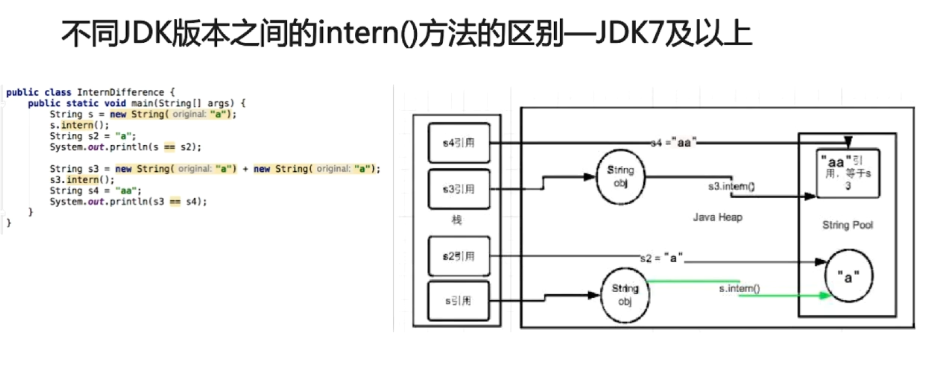 不同JDK版本之间的intern()方法的区别—JDK7及以上
public class InternDifference {
public static void main(String[] args) {
String s = new String( original: "a");
s.intern();
String s2 = "a";
System.out.println(s == s2);
String s3 = new String( original: "a") + new String( original: "a");
s3.intern();
String s4 = "aa";
System.out.println(s3 == s4);
}
}
s4引用
s3引用
栈
s2引用
s引用
s4 ="aa"
String
obj
s3.intern()
Java Heap
s2 = "a"
String
obj
s.intern()
"aa"引
用，等于s
3
String Pool
"a"